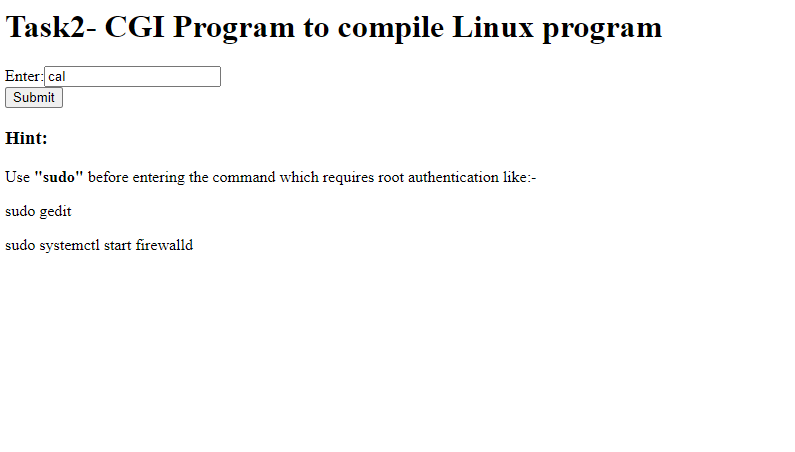 Task2- CGI Program to compile Linux program
Enter: cal
Submit
Hint:
Use "sudo" before entering the command which requires root authentication like:-
sudo gedit
sudo systemctl start firewalld